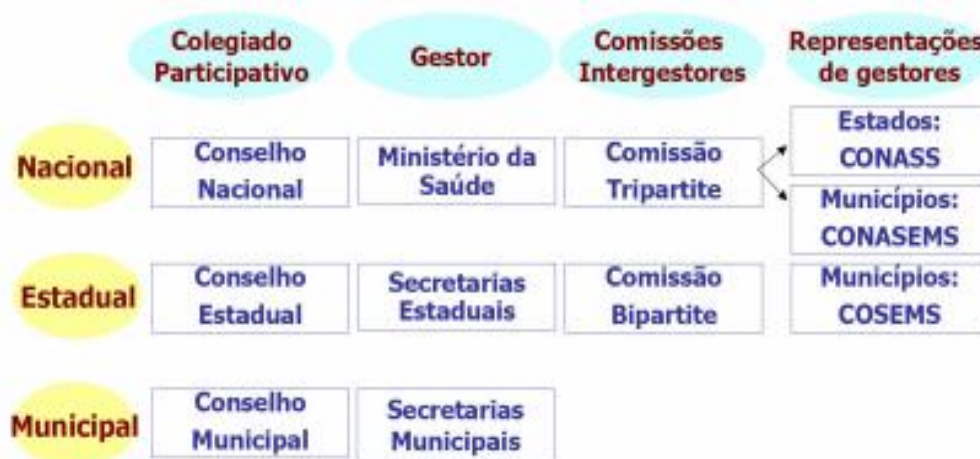 Colegiado
Participativo
Gestor
Comissões
Intergestores
Representações
de gestores
Nacional
Conselho
Nacional
Ministério da
Saúde
Comissão
Tripartite
Estados:
CONASS
Municípios:
CONASEMS
Estadual
Conselho
Estadual
Secretarias
Estaduais
Comissão
Bipartite
Municípios:
COSEMS
Municipal
Conselho
Municipal
Secretarias
Municipais